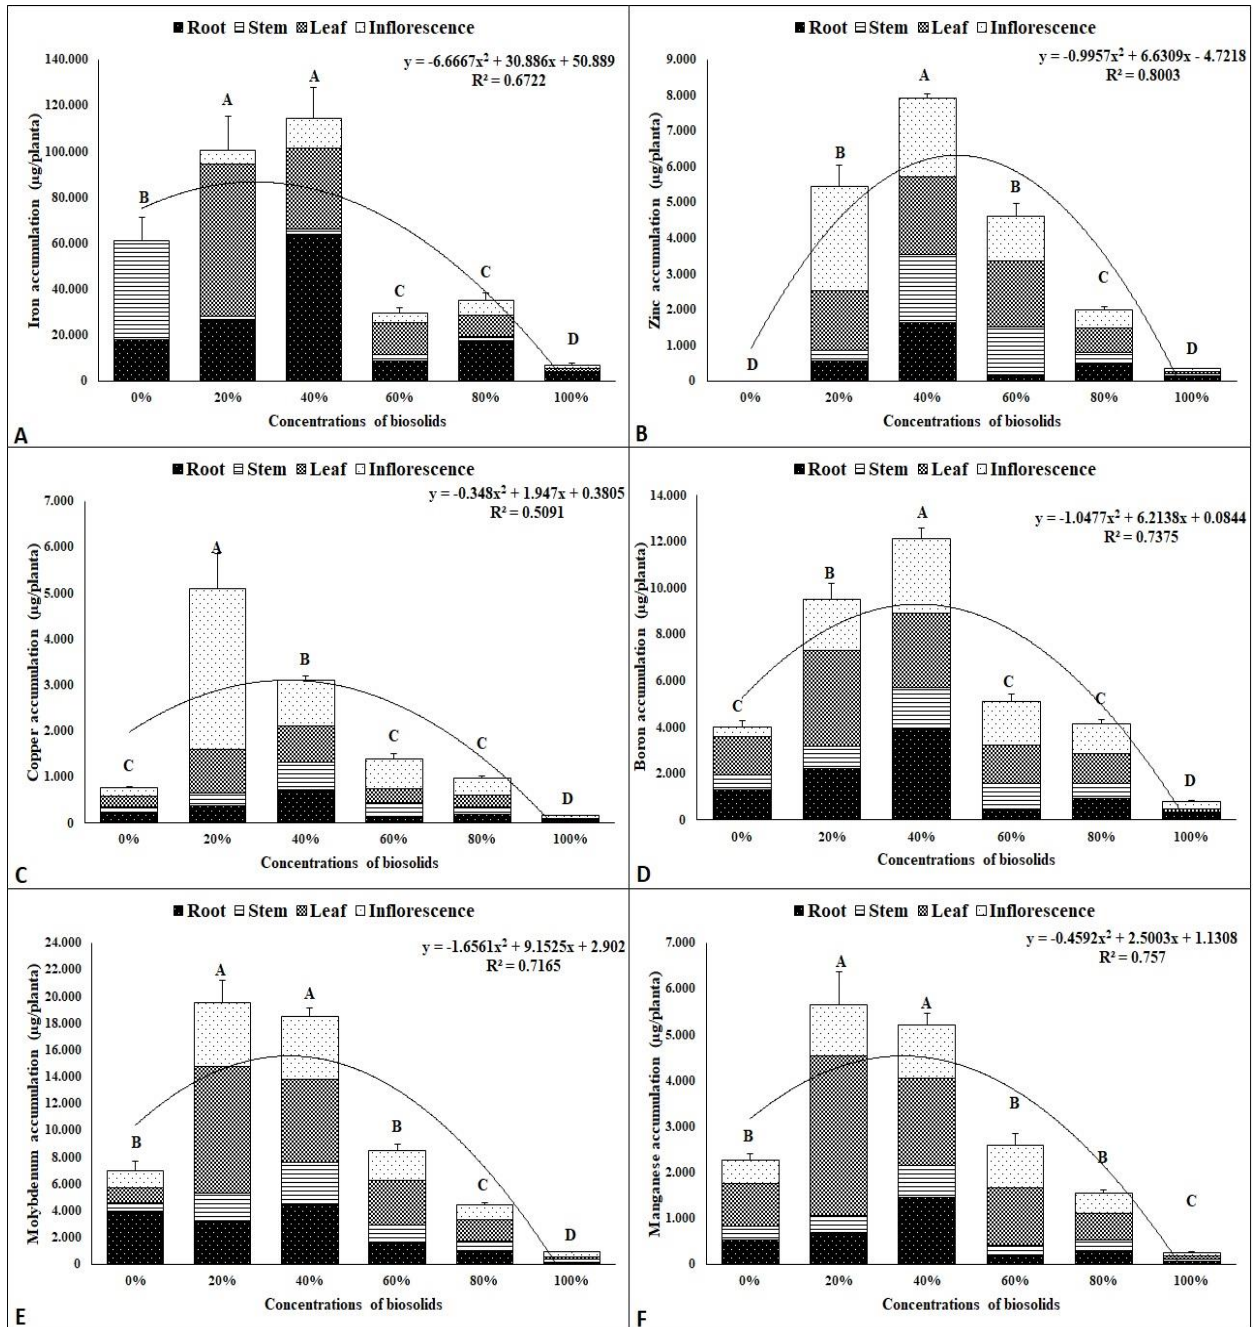 ■ Root ⊟ Stem ▩ Leaf ⊡ Inflorescence
y = -6.6667x² + 30.886x + 50.889
R² = 0.6722
Iron accumulation (µg/planta)
140.000
120.000
100.000
80.000
60.000
40.000
20.000
0
B
A
A
C
C
D
0% 20% 40% 60% 80% 100%
Concentrations of biosolids
A
■ Root ⊟ Stem ▩ Leaf ⊡ Inflorescence
y = -0.9957x² + 6.6309x - 4.7218
R² = 0.8003
Zinc accumulation (µg/planta)
9.000
8.000
7.000
6.000
5.000
4.000
3.000
2.000
1.000
0
D
B
A
B
C
D
0% 20% 40% 60% 80% 100%
Concentrations of biosolids
B
■ Root ⊟ Stem ▩ Leaf ⊡ Inflorescence
y = -0.348x² + 1.947x + 0.3805
R² = 0.5091
Copper accumulation (µg/planta)
7.000
6.000
5.000
4.000
3.000
2.000
1.000
0
C
A
B
C
C
D
0% 20% 40% 60% 80% 100%
Concentrations of biosolids
C
■ Root ⊟ Stem ▩ Leaf ⊡ Inflorescence
y = -1.0477x² + 6.2138x + 0.0844
R² = 0.7375
Boron accumulation (µg/planta)
14.000
12.000
10.000
8.000
6.000
4.000
2.000
0
C
B
A
C
C
D
0% 20% 40% 60% 80% 100%
Concentrations of biosolids
D
■ Root ⊟ Stem ▩ Leaf ⊡ Inflorescence
y = -1.6561x² + 9.1525x + 2.902
R² = 0.7165
Molybdenum accumulation (µg/planta)
24.000
22.000
20.000
18.000
16.000
14.000
12.000
10.000
8.000
6.000
4.000
2.000
0
B
A
A
B
C
D
0% 20% 40% 60% 80% 100%
Concentrations of biosolids
E
■ Root ⊟ Stem ▩ Leaf ⊡ Inflorescence
y = -0.4592x² + 2.5003x + 1.1308
R² = 0.757
Manganese accumulation (µg/planta)
7.000
6.000
5.000
4.000
3.000
2.000
1.000
0
B
A
A
B
B
C
0% 20% 40% 60% 80% 100%
Concentrations of biosolids
F